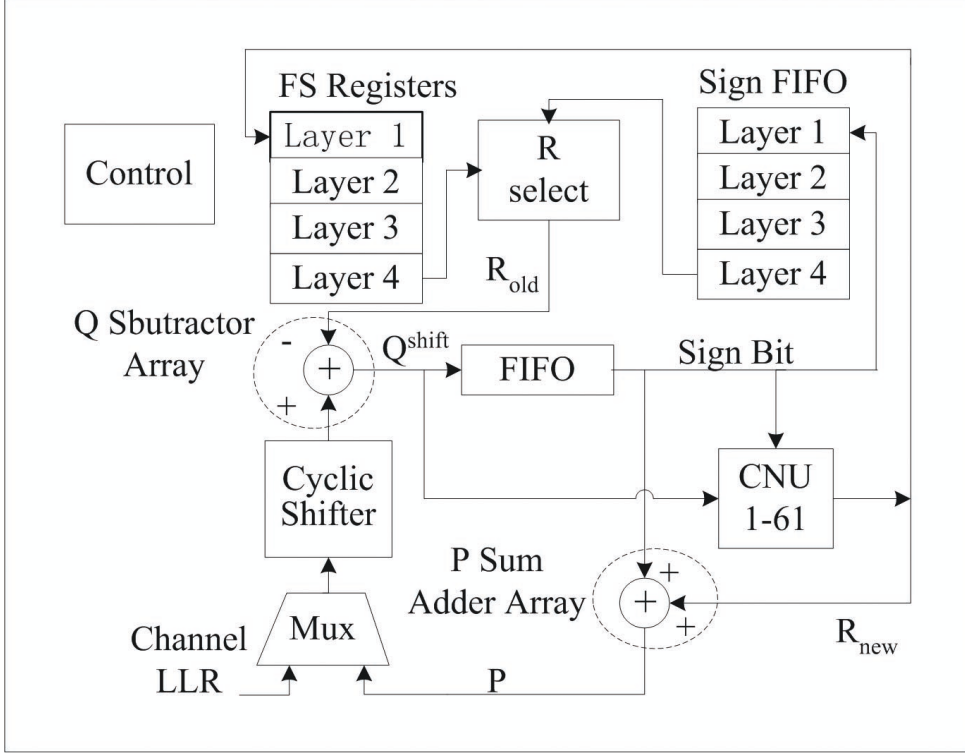 FS Registers
Sign FIFO
Control
Layer 1
Layer 2
Layer 3
Layer 4
R
select
Layer 1
Layer 2
Layer 3
Layer 4
R_old
Q Sbutractor
Array
-
+
+
Q^shift
FIFO
Sign Bit
Cyclic
Shifter
CNU
1-61
P Sum
Adder Array
+
+
+
Mux
Channel
LLR
P
R_new